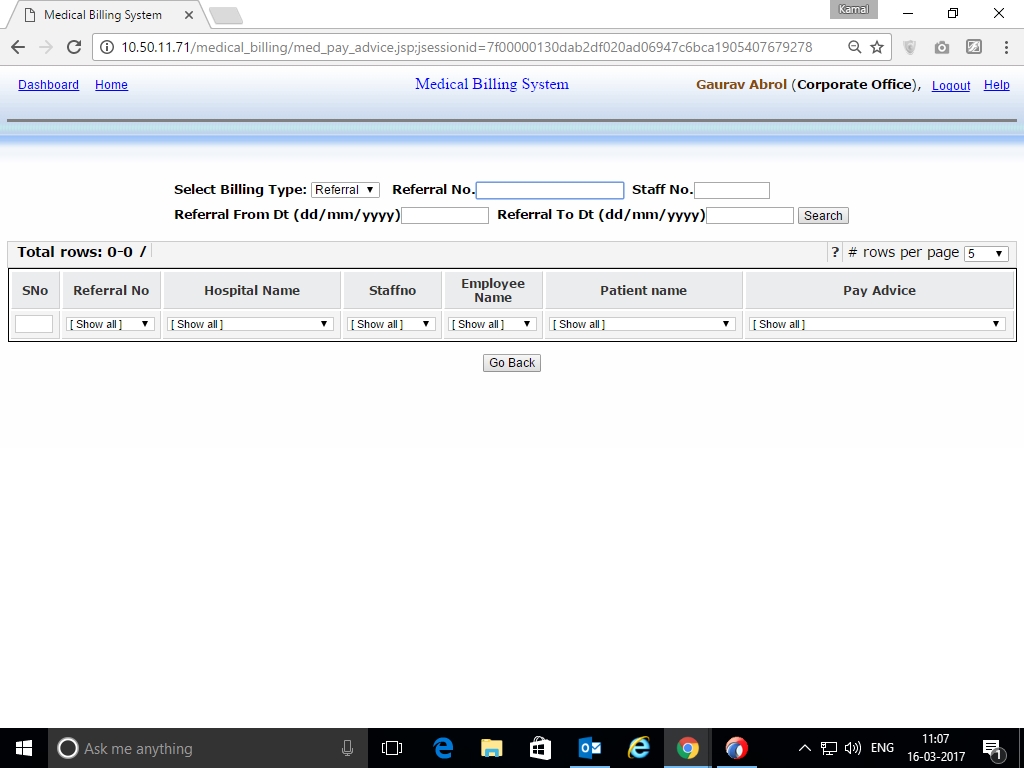 Medical Billing System
Kamal
10.50.11.71/medical_billing/med_pay_advice.jsp;jsessionid=7f00000130dab2df020ad06947c6bca1905407679278
Dashboard Home Medical Billing System Gaurav Abrol (Corporate Office), Logout Help
Select Billing Type: Referral Referral No. Staff No.
Referral From Dt (dd/mm/yyyy) Referral To Dt (dd/mm/yyyy) Search
Total rows: 0-0 / ? # rows per page 5
SNo Referral No Hospital Name Staffno Employee Name Patient name Pay Advice
[ Show all ] [ Show all ] [ Show all ] [ Show all ] [ Show all ] [ Show all ]
Go Back
Ask me anything
ENG
11:07
16-03-2017
1